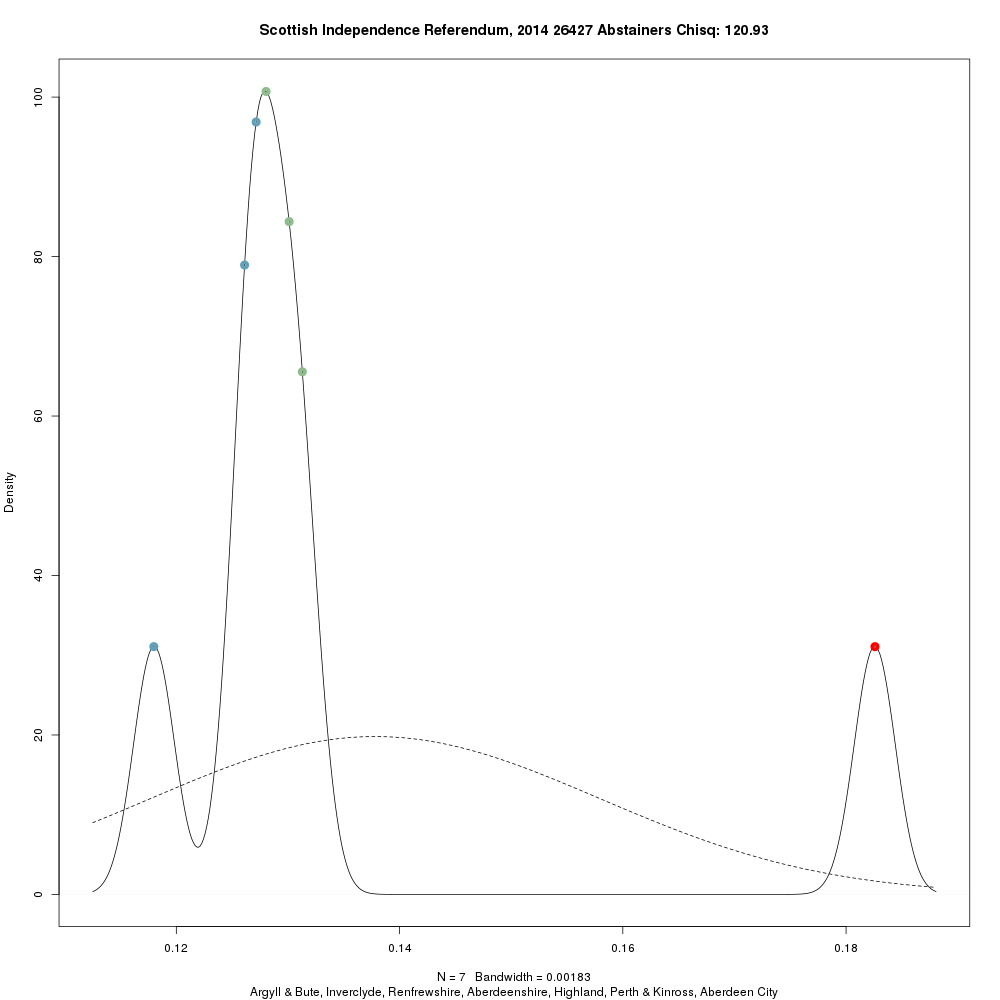 Scottish Independence Referendum, 2014 26427 Abstainers Chisq: 120.93
100
80
60
40
20
0
Density
0.12 0.14 0.16 0.18
N = 7 Bandwidth = 0.00183
Argyll & Bute, Inverclyde, Renfrewshire, Aberdeenshire, Highland, Perth & Kinross, Aberdeen City